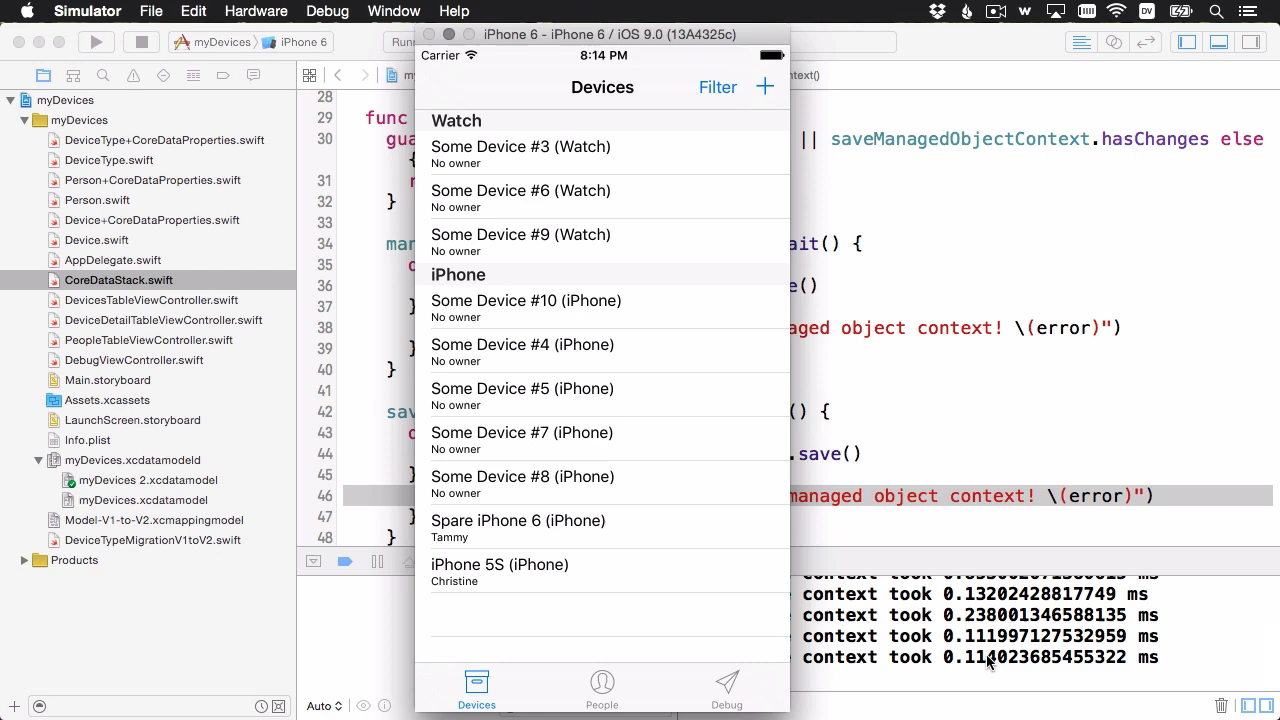 Simulator File Edit Hardware Debug Window Help
myDevices iPhone 6
iPhone 6 - iPhone 6 / iOS 9.0 (13A4325c)
myDevices
myDevices
DeviceType+CoreDataProperties.swift
DeviceType.swift
Person+CoreDataProperties.swift
Person.swift
Device+CoreDataProperties.swift
Device.swift
AppDelegate.swift
CoreDataStack.swift
DevicesTableViewController.swift
DeviceDetailTableViewController.swift
PeopleTableViewController.swift
DebugViewController.swift
Main.storyboard
Assets.xcassets
LaunchScreen.storyboard
Info.plist
myDevices.xcdatamodeld
myDevices 2.xcdatamodel
myDevices.xcdatamodel
Model-V1-to-V2.xcmappingmodel
DeviceTypeMigrationV1toV2.swift
Products
Carrier 8:14 PM
Devices Filter
Watch
Some Device #3 (Watch)
No owner
Some Device #6 (Watch)
No owner
Some Device #9 (Watch)
No owner
iPhone
Some Device #10 (iPhone)
No owner
Some Device #4 (iPhone)
No owner
Some Device #5 (iPhone)
No owner
Some Device #7 (iPhone)
No owner
Some Device #8 (iPhone)
No owner
Spare iPhone 6 (iPhone)
Tammy
iPhone 5S (iPhone)
Christine
Devices People Debug
28
29 func
30 || saveManagedObjectContext.hasChanges else
{
31
32 }
33
34 ait() {
35
36 e()
37 }
38 aged object context! \(error)")
39 }
40 }
41
42 () {
43
44 .save()
45 }
46 managed object context! \(error)")
47 }
48 }
context took 0.13202428817749 ms
context took 0.238001346588135 ms
context took 0.111997127532959 ms
context took 0.114023685455322 ms
Auto